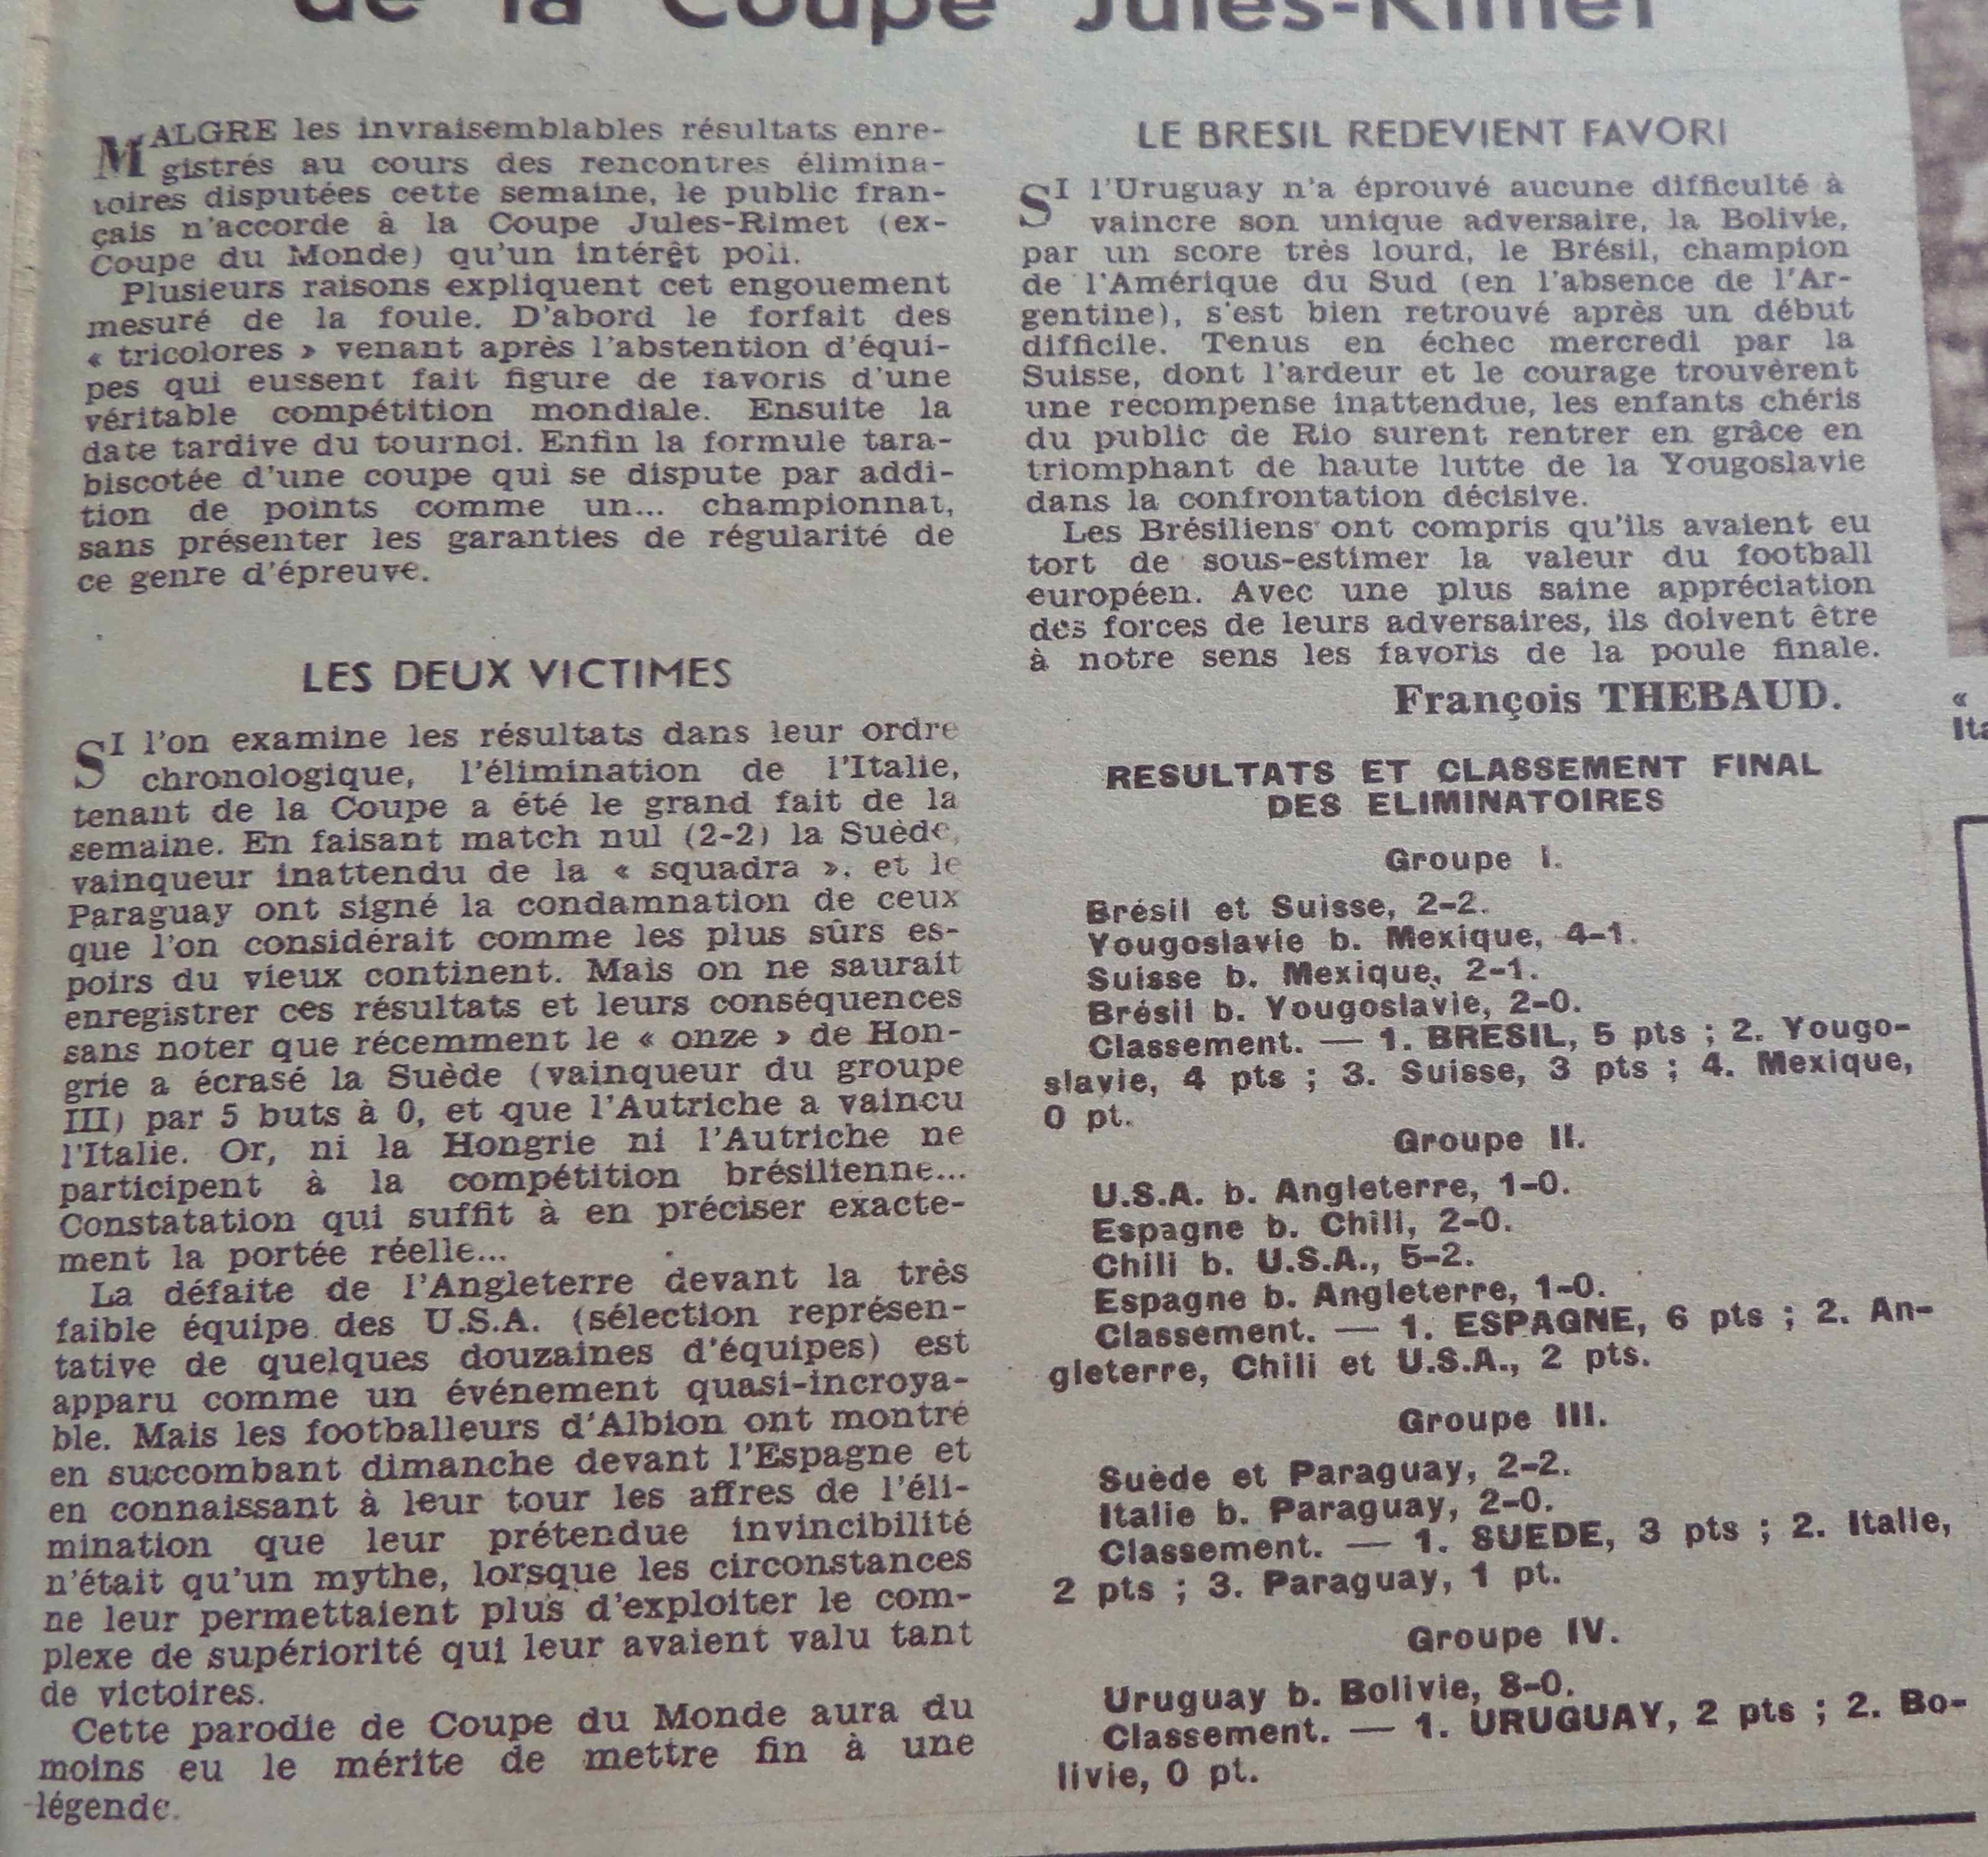 de la Coupe Jules-Rimet
MALGRE les invraisemblables résultats enre-
gistrés au cours des rencontres élimina-
toires disputées cette semaine, le public fran-
çais n'accorde à la Coupe Jules-Rimet (ex-
Coupe du Monde) qu'un intérêt poli.
Plusieurs raisons expliquent cet engouement
mesuré de la foule. D'abord le forfait des
« tricolores » venant après l'abstention d'équi-
pes qui eussent fait figure de favoris d'une
véritable compétition mondiale. Ensuite la
date tardive du tournoi. Enfin la formule tara-
biscotée d'une coupe qui se dispute par addi-
tion de points comme un... championnat,
sans présenter les garanties de régularité de
ce genre d'épreuve.
LES DEUX VICTIMES
SI l'on examine les résultats dans leur ordre
chronologique, l'élimination de l'Italie,
tenant de la Coupe a été le grand fait de la
semaine. En faisant match nul (2-2) la Suède,
vainqueur inattendu de la « squadra », et le
Paraguay ont signé la condamnation de ceux
que l'on considérait comme les plus sûrs es-
poirs du vieux continent. Mais on ne saurait
enregistrer ces résultats et leurs conséquences
sans noter que récemment le « onze » de Hon-
grie a écrasé la Suède (vainqueur du groupe
III) par 5 buts à 0, et que l'Autriche a vaincu
l'Italie. Or, ni la Hongrie ni l'Autriche ne
participent à la compétition brésilienne...
Constatation qui suffit à en préciser exacte-
ment la portée réelle...
La défaite de l'Angleterre devant la très
faible équipe des U.S.A. (sélection représen-
tative de quelques douzaines d'équipes) est
apparu comme un événement quasi-incroya-
ble. Mais les footballeurs d'Albion ont montré
en succombant dimanche devant l'Espagne et
en connaissant à leur tour les affres de l'éli-
mination que leur prétendue invincibilité
n'était qu'un mythe, lorsque les circonstances
ne leur permettaient plus d'exploiter le com-
plexe de supériorité qui leur avaient valu tant
de victoires.
Cette parodie de Coupe du Monde aura du
moins eu le mérite de mettre fin à une
légende.
LE BRESIL REDEVIENT FAVORI
SI l'Uruguay n'a éprouvé aucune difficulté à
vaincre son unique adversaire, la Bolivie,
par un score très lourd, le Brésil, champion
de l'Amérique du Sud (en l'absence de l'Ar-
gentine), s'est bien retrouvé après un début
difficile. Tenus en échec mercredi par la
Suisse, dont l'ardeur et le courage trouvèrent
une récompense inattendue, les enfants chéris
du public de Rio surent rentrer en grâce en
triomphant de haute lutte de la Yougoslavie
dans la confrontation décisive.
Les Brésiliens ont compris qu'ils avaient eu
tort de sous-estimer la valeur du football
européen. Avec une plus saine appréciation
des forces de leurs adversaires, ils doivent être
à notre sens les favoris de la poule finale.
François THEBAUD.
RESULTATS ET CLASSEMENT FINAL
DES ELIMINATOIRES
Groupe I.
Brésil et Suisse, 2-2.
Yougoslavie b. Mexique, 4-1.
Suisse b. Mexique, 2-1.
Brésil b. Yougoslavie, 2-0.
Classement. — 1. BRESIL, 5 pts ; 2. Yougo-
slavie, 4 pts ; 3. Suisse, 3 pts ; 4. Mexique,
0 pt.
Groupe II.
U.S.A. b. Angleterre, 1-0.
Espagne b. Chili, 2-0.
Chili b. U.S.A., 5-2.
Espagne b. Angleterre, 1-0.
Classement. — 1. ESPAGNE, 6 pts ; 2. An-
gleterre, Chili et U.S.A., 2 pts.
Groupe III.
Suède et Paraguay, 2-2.
Italie b. Paraguay, 2-0.
Classement. — 1. SUEDE, 3 pts ; 2. Italie,
2 pts ; 3. Paraguay, 1 pt.
Groupe IV.
Uruguay b. Bolivie, 8-0.
Classement. — 1. URUGUAY, 2 pts ; 2. Bo-
livie, 0 pt.
«